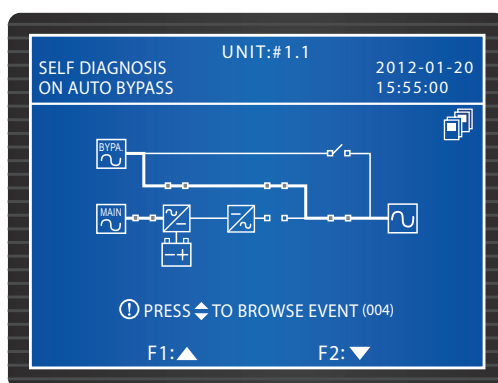 UNIT:#1.1
SELF DIAGNOSIS
ON AUTO BYPASS
2012-01-20
15:55:00
BYPA.
MAIN
PRESS TO BROWSE EVENT (004)
F1: F2: